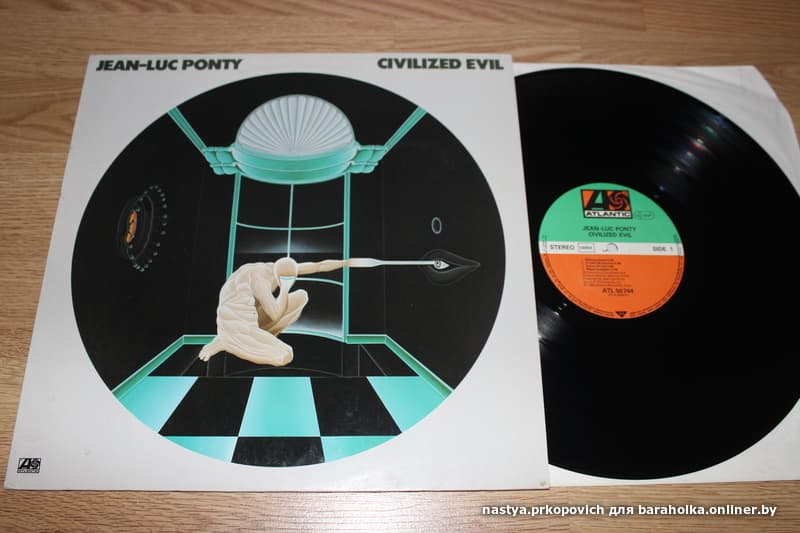 JEAN-LUC PONTY
CIVILIZED EVIL
ATLANTIC
ATLANTIC
JEAN-LUC PONTY
CIVILIZED EVIL
STEREO
SIDE 1
ATL 50 744
nastya.prkopovich для baraholka.onliner.by